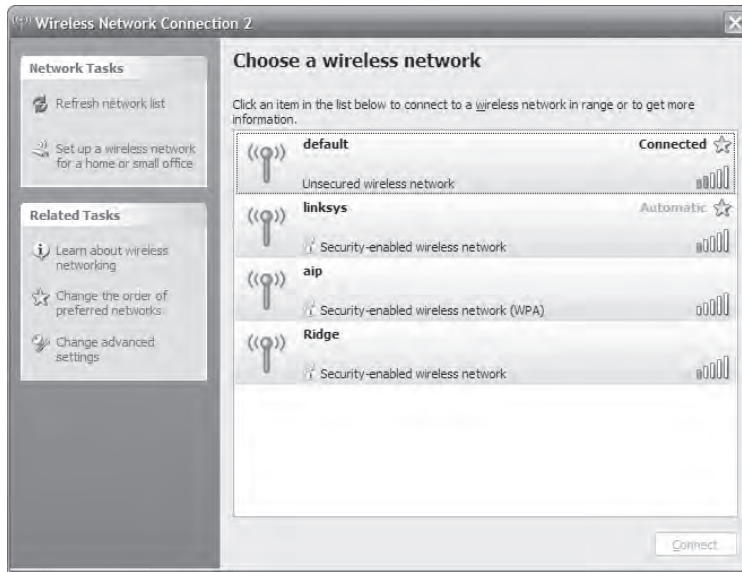 Wireless Network Connection 2
Network Tasks
Refresh network list
Set up a wireless network
for a home or small office
Related Tasks
Learn about wireless
networking
Change the order of
preferred networks
Change advanced
settings
Choose a wireless network
Click an item in the list below to connect to a wireless network in range or to get more
information.
default
Connected
Unsecured wireless network
linksys
Automatic
Security-enabled wireless network
aip
Security-enabled wireless network (WPA)
Ridge
Security-enabled wireless network
Connect